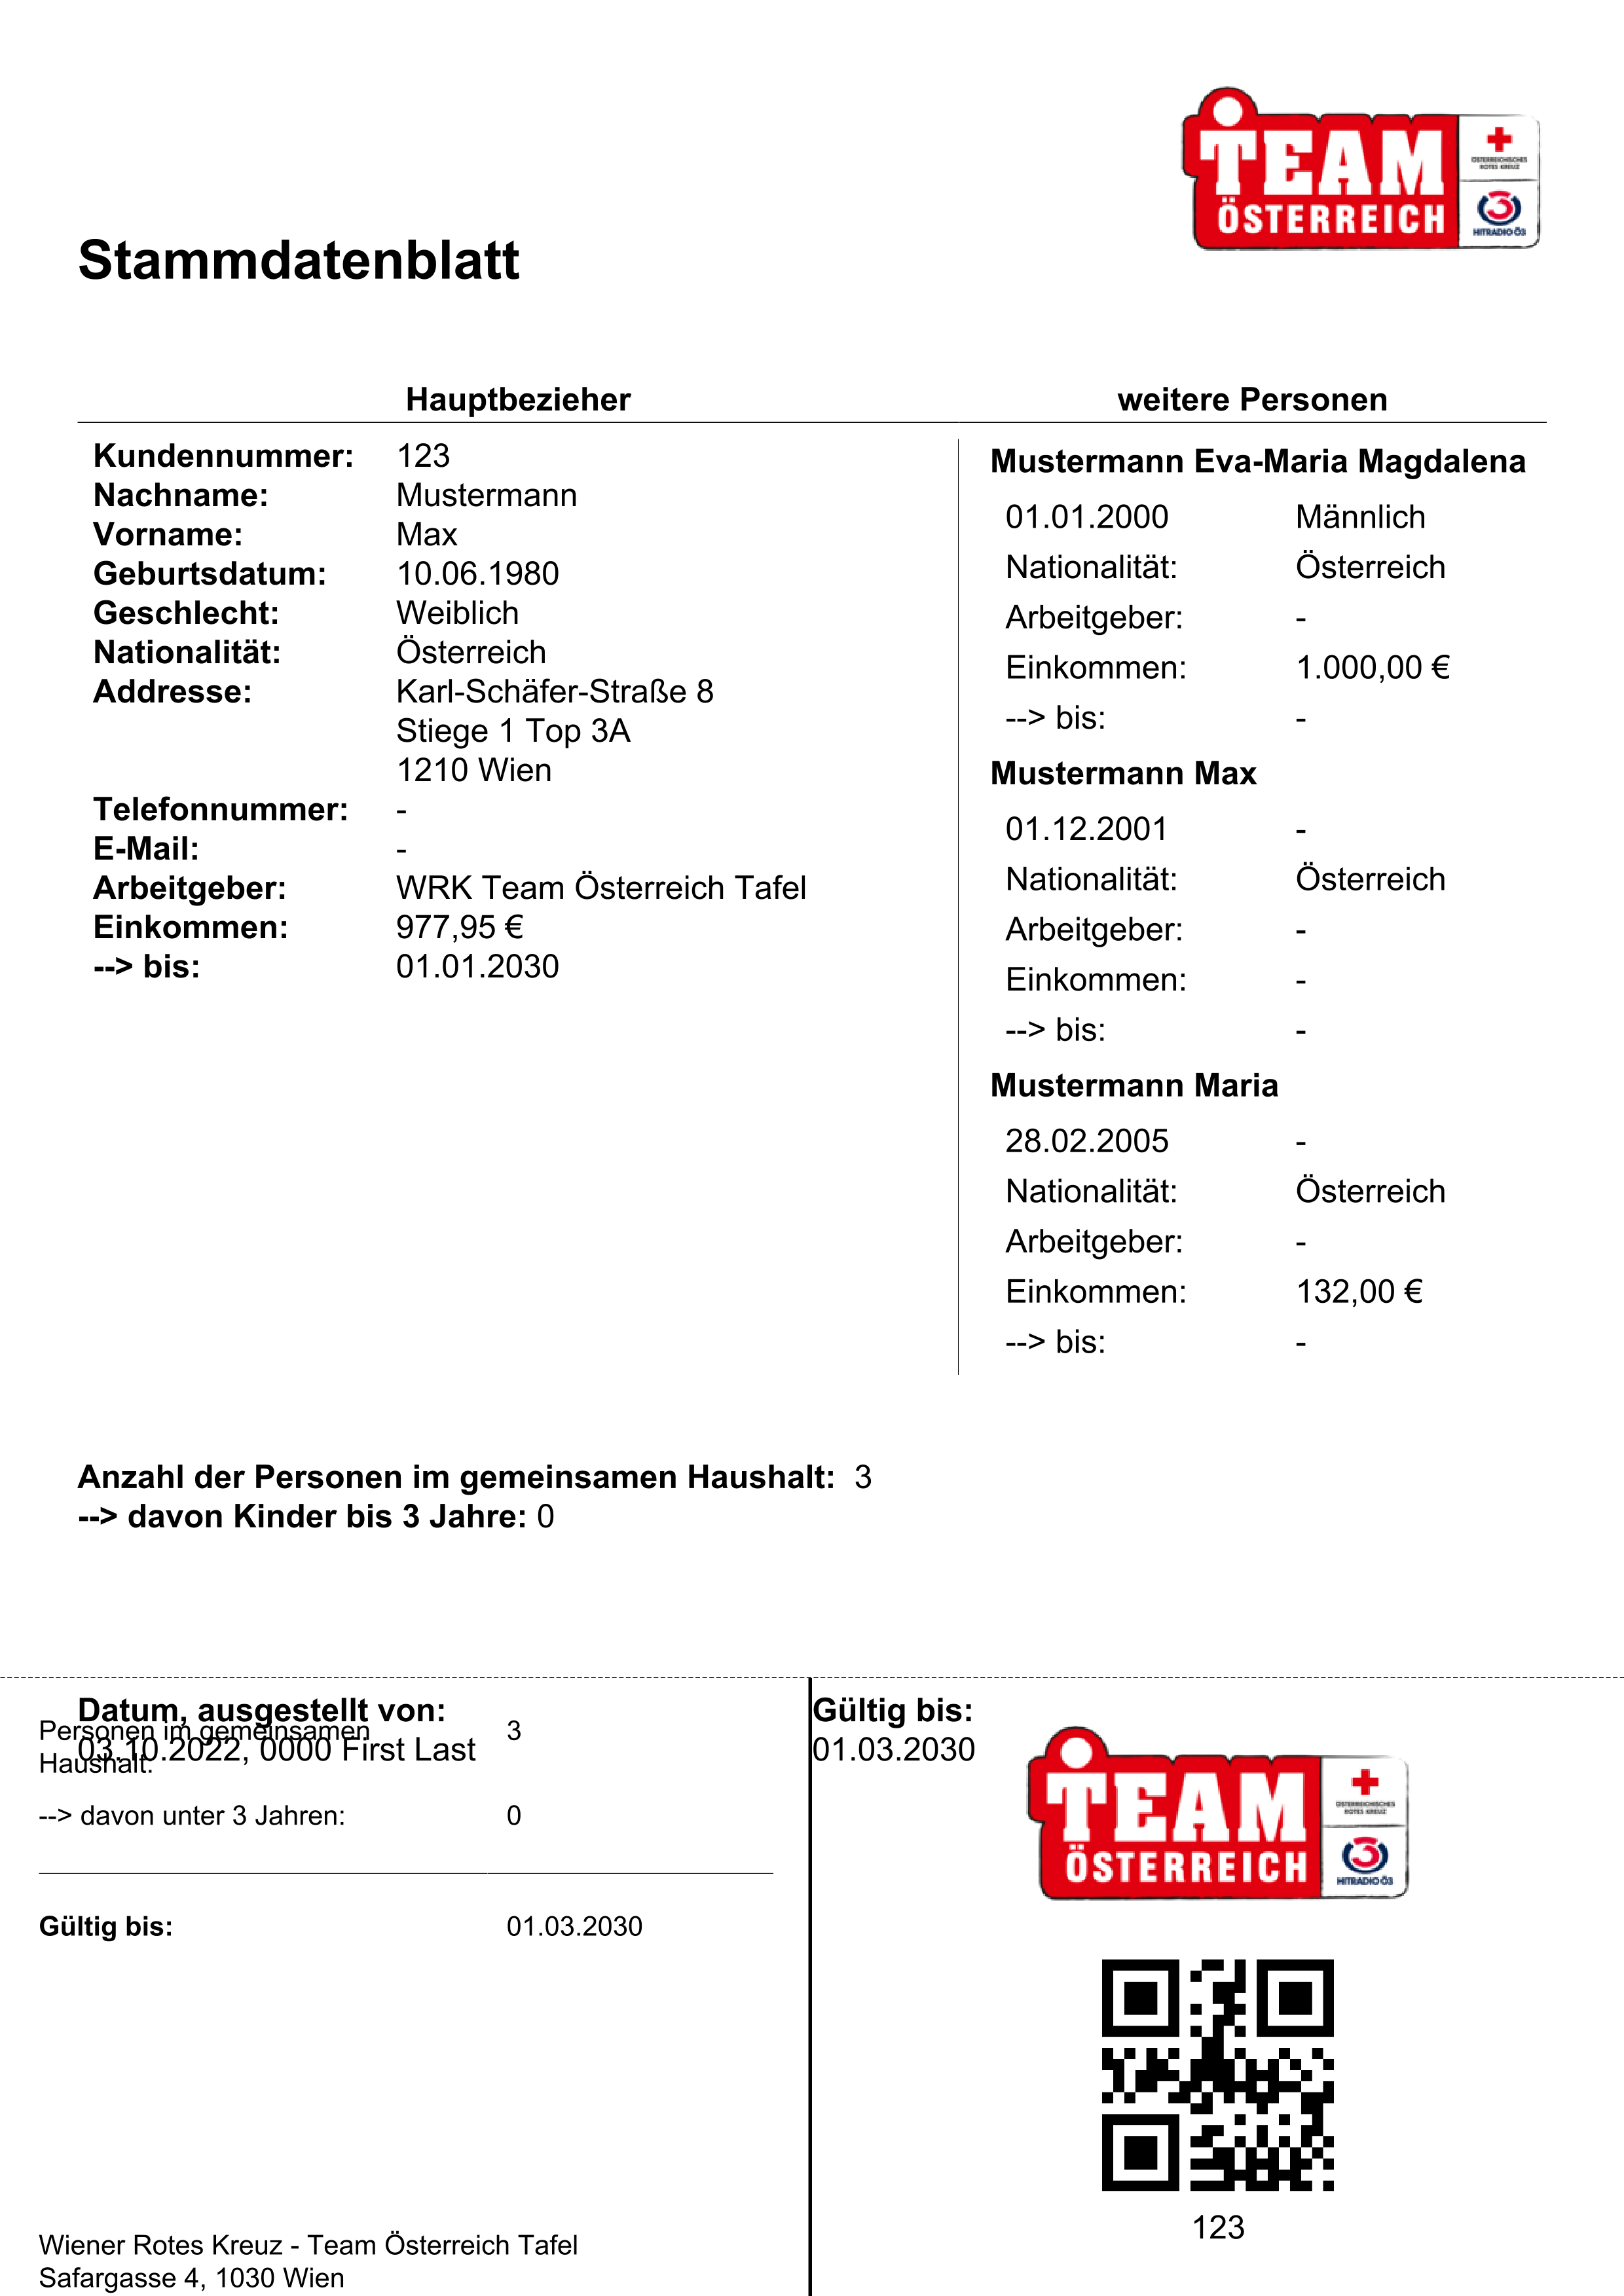 TEAM
ÖSTERREICH
ÖSTERREICHISCHES
ROTES KREUZ
HITRADIO Ö3
Stammdatenblatt
Hauptbezieher
Kundennummer: 123
Nachname: Mustermann
Vorname: Max
Geburtsdatum: 10.06.1980
Geschlecht: Weiblich
Nationalität: Österreich
Addresse: Karl-Schäfer-Straße 8
Stiege 1 Top 3A
1210 Wien
Telefonnummer: -
E-Mail: -
Arbeitgeber: WRK Team Österreich Tafel
Einkommen: 977,95 €
--> bis: 01.01.2030
weitere Personen
Mustermann Eva-Maria Magdalena
01.01.2000 Männlich
Nationalität: Österreich
Arbeitgeber: -
Einkommen: 1.000,00 €
--> bis: -
Mustermann Max
01.12.2001 -
Nationalität: Österreich
Arbeitgeber: -
Einkommen: -
--> bis: -
Mustermann Maria
28.02.2005 -
Nationalität: Österreich
Arbeitgeber: -
Einkommen: 132,00 €
--> bis: -
Anzahl der Personen im gemeinsamen Haushalt: 3
--> davon Kinder bis 3 Jahre: 0
Datum, ausgestellt von:
03.10.2022, 0000 First Last
Gültig bis:
01.03.2030
Personen im gemeinsamen 3
Haushalt:
--> davon unter 3 Jahren: 0
Gültig bis: 01.03.2030
Wiener Rotes Kreuz - Team Österreich Tafel
Safargasse 4, 1030 Wien
TEAM
ÖSTERREICH
ÖSTERREICHISCHES
ROTES KREUZ
HITRADIO Ö3
123